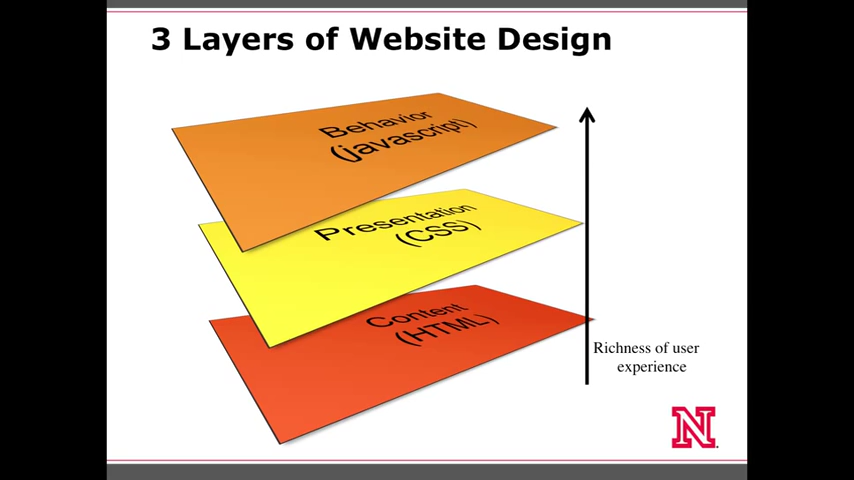 3 Layers of Website Design
Behavior
(javascript)
Presentation
(CSS)
Content
(HTML)
Richness of user
experience
N